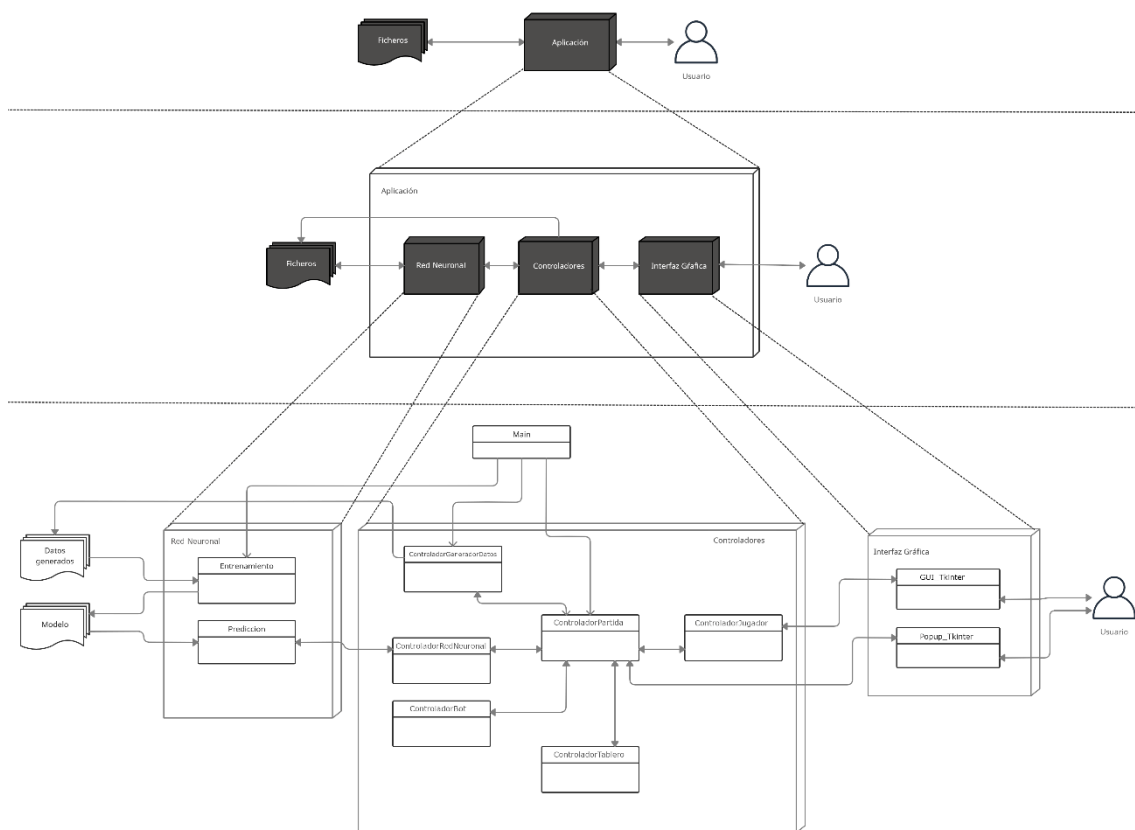 Ficheros
Aplicación
Usuario
Aplicación
Ficheros
Red Neuronal
Controladores
Interfaz Gráfica
Usuario
Main
Red Neuronal
Controladores
Datos
generados
Entrenamiento
ControladorGeneradorDatos
Interfaz Gráfica
GUI_Tkinter
Modelo
Prediccion
ControladorPartida
ControladorJugador
Usuario
Popup_Tkinter
ControladorRedNeuronal
ControladorBot
ControladorTablero